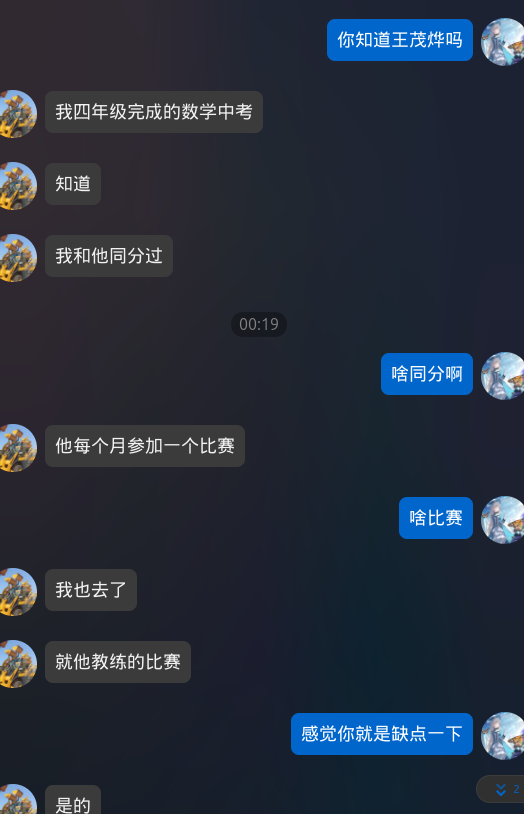 你知道王茂烨吗
我四年级完成的数学中考
知道
我和他同分过
00:19
啥同分啊
他每个月参加一个比赛
啥比赛
我也去了
就他教练的比赛
感觉你就是缺点一下
2
是的